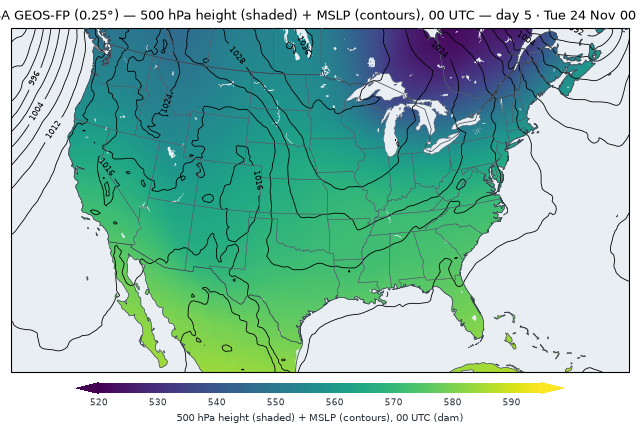 A GEOS-FP (0.25°) — 500 hPa height (shaded) + MSLP (contours), 00 UTC — day 5 · Tue 24 Nov 00
1028
1024
1024
996
1004
1012
1016
1016
520 530 540 550 560 570 580 590
500 hPa height (shaded) + MSLP (contours), 00 UTC (dam)